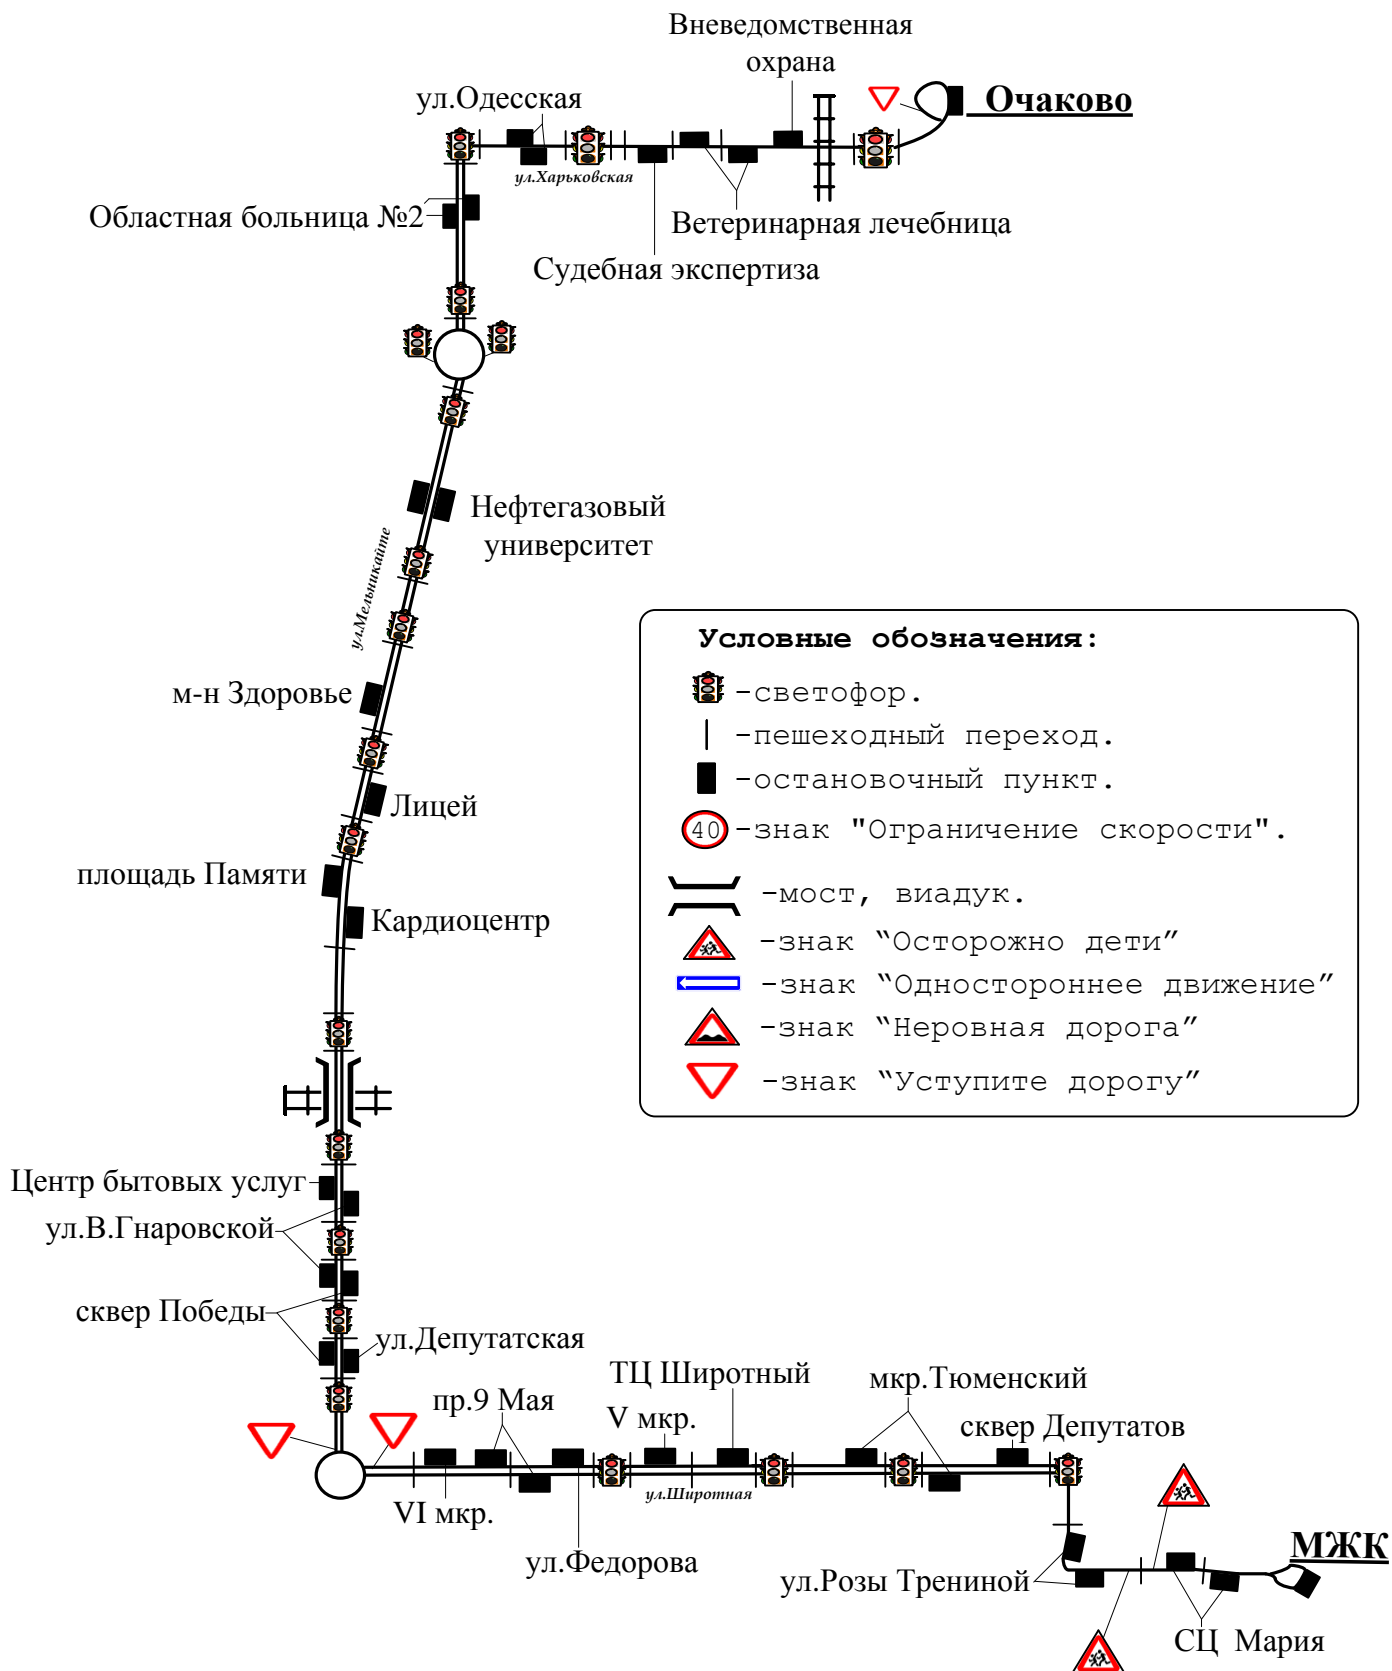 Вневедомственная
охрана
ул.Одесская
Очаково
ул.Харьковская
Областная больница №2
Ветеринарная лечебница
Судебная экспертиза
Нефтегазовый
университет
ул.Мельникайте
Условные обозначения:
-светофор.
м-н Здоровье
-пешеходный переход.
-остановочный пункт.
Лицей
40 -знак "Ограничение скорости".
площадь Памяти
-мост, виадук.
Кардиоцентр
-знак “Осторожно дети”
-знак “Одностороннее движение”
-знак “Неровная дорога”
-знак “Уступите дорогу”
Центр бытовых услуг
ул.В.Гнаровской
сквер Победы
ул.Депутатская
ТЦ Широтный
мкр.Тюменский
пр.9 Мая
V мкр.
сквер Депутатов
ул.Широтная
VI мкр.
МЖК
ул.Федорова
ул.Розы Трениной
СЦ Мария